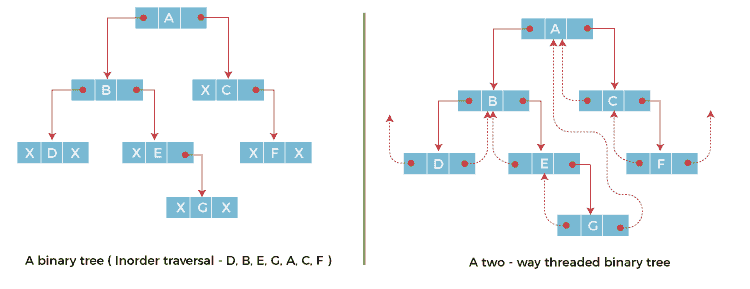 A
B
X C
X D X
X E
X F X
X G X
A binary tree ( Inorder traversal - D, B, E, G, A, C, F )
A
B
C
D
E
F
G
A two - way threaded binary tree